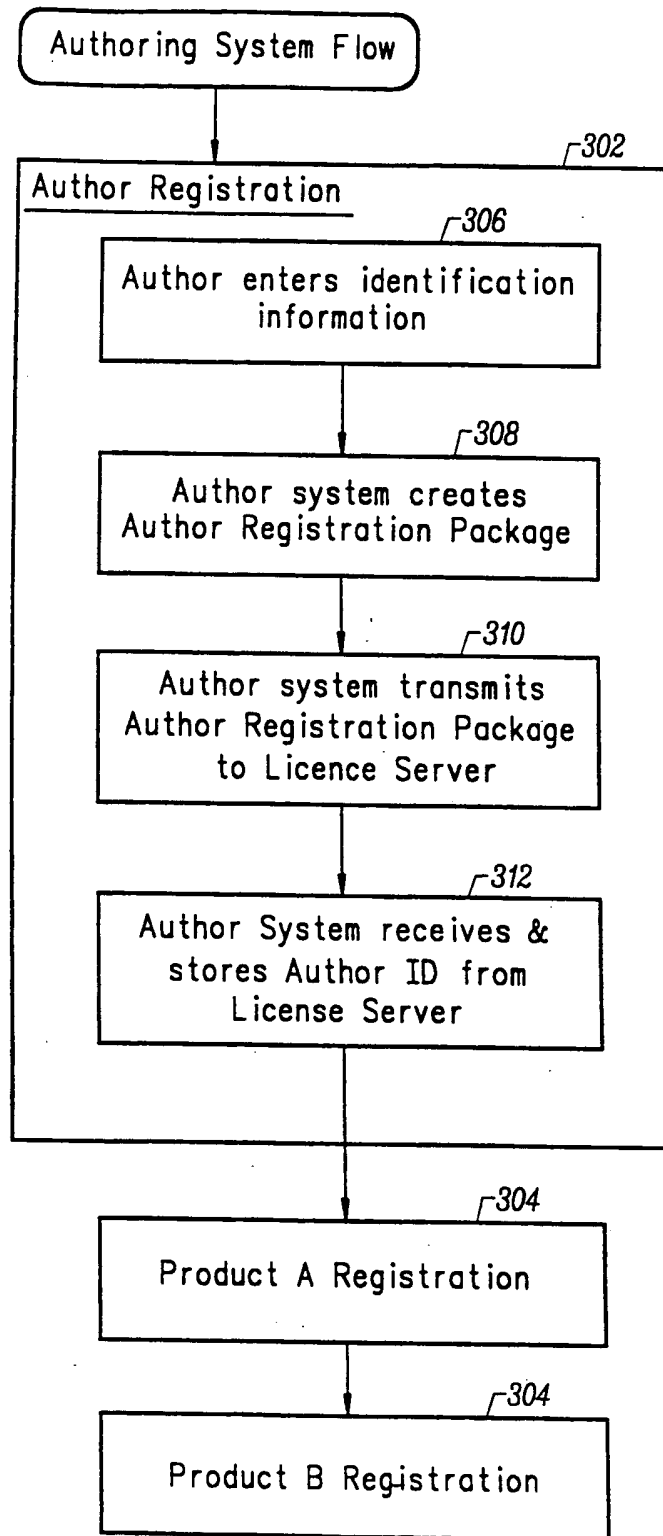 Authoring System Flow
302
Author Registration
306
Author enters identification
information
308
Author system creates
Author Registration Package
310
Author system transmits
Author Registration Package
to Licence Server
312
Author System receives &
stores Author ID from
License Server
304
Product A Registration
304
Product B Registration